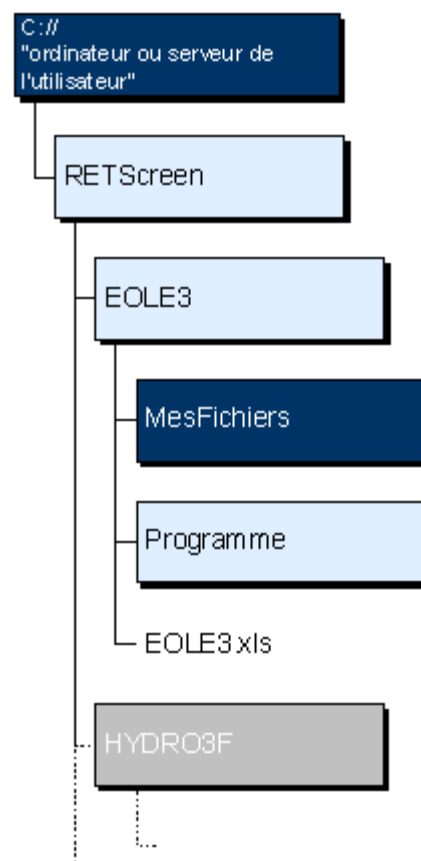 C://
"ordinateur ou serveur de
l'utilisateur"
RETScreen
EOLE3
MesFichiers
Programme
EOLE3.xls
HYDRO3F